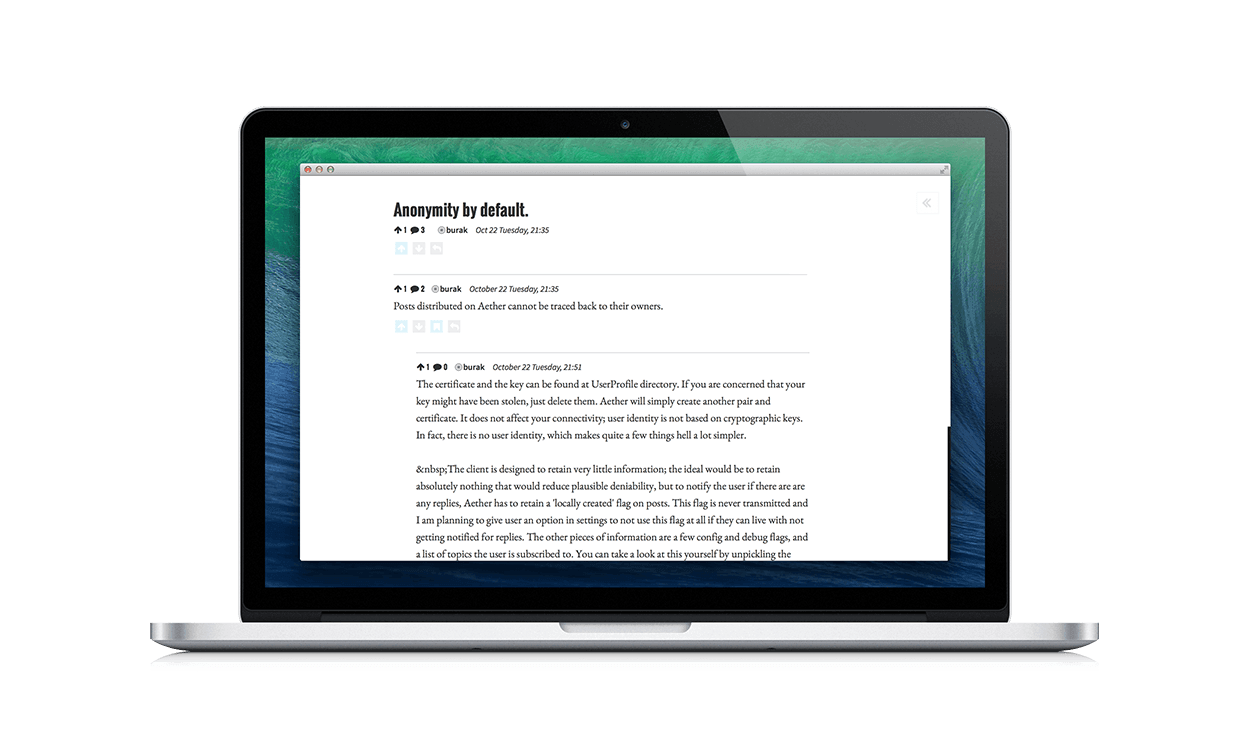 Anonymity by default.
1 3 burak Oct 22 Tuesday, 21:35
1 2 burak October 22 Tuesday, 21:35
Posts distributed on Aether cannot be traced back to their owners.
1 0 burak October 22 Tuesday, 21:51
The certificate and the key can be found at UserProfile directory. If you are concerned that your
key might have been stolen, just delete them. Aether will simply create another pair and
certificate. It does not affect your connectivity; user identity is not based on cryptographic keys.
In fact, there is no user identity, which makes quite a few things hell a lot simpler.
&nbsp;The client is designed to retain very little information; the ideal would be to retain
absolutely nothing that would reduce plausible deniability, but to notify the user if there are are
any replies, Aether has to retain a 'locally created' flag on posts. This flag is never transmitted and
I am planning to give user an option in settings to not use this flag at all if they can live with not
getting notified for replies. The other pieces of information are a few config and debug flags, and
a list of topics the user is subscribed to. You can take a look at this yourself by unpickling the